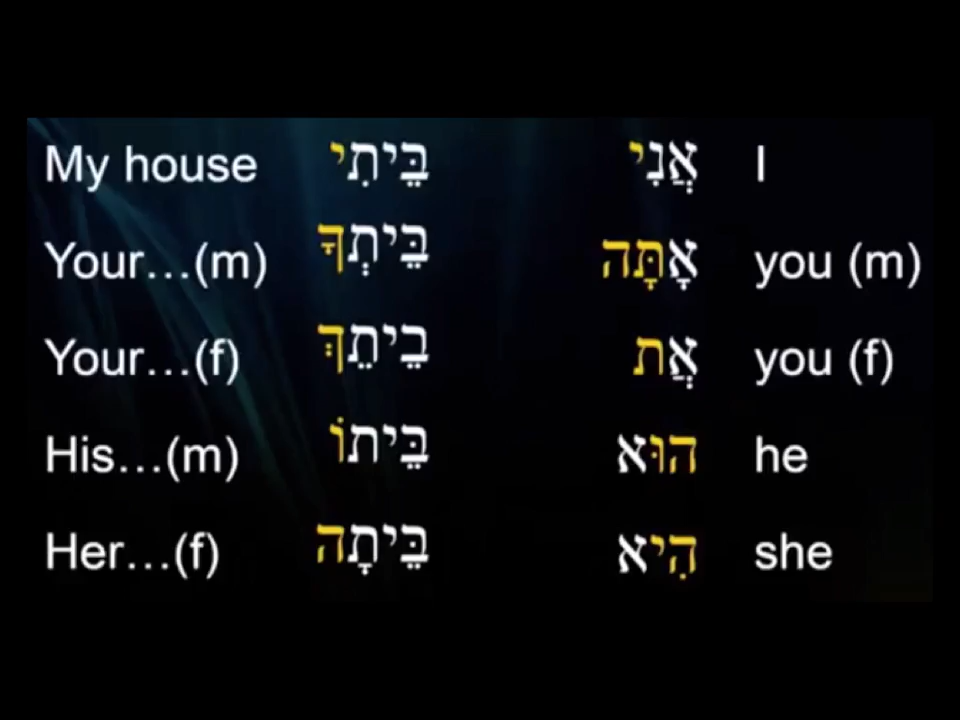 My house בֵּיתִי אֲנִי I
Your…(m) בֵּיתְךָ אָתָּה you (m)
Your…(f) בֵיתֵךְ אֲת you (f)
His…(m) בֵּיתוֹ הוּא he
Her…(f) בֵּיתָה הִיא she